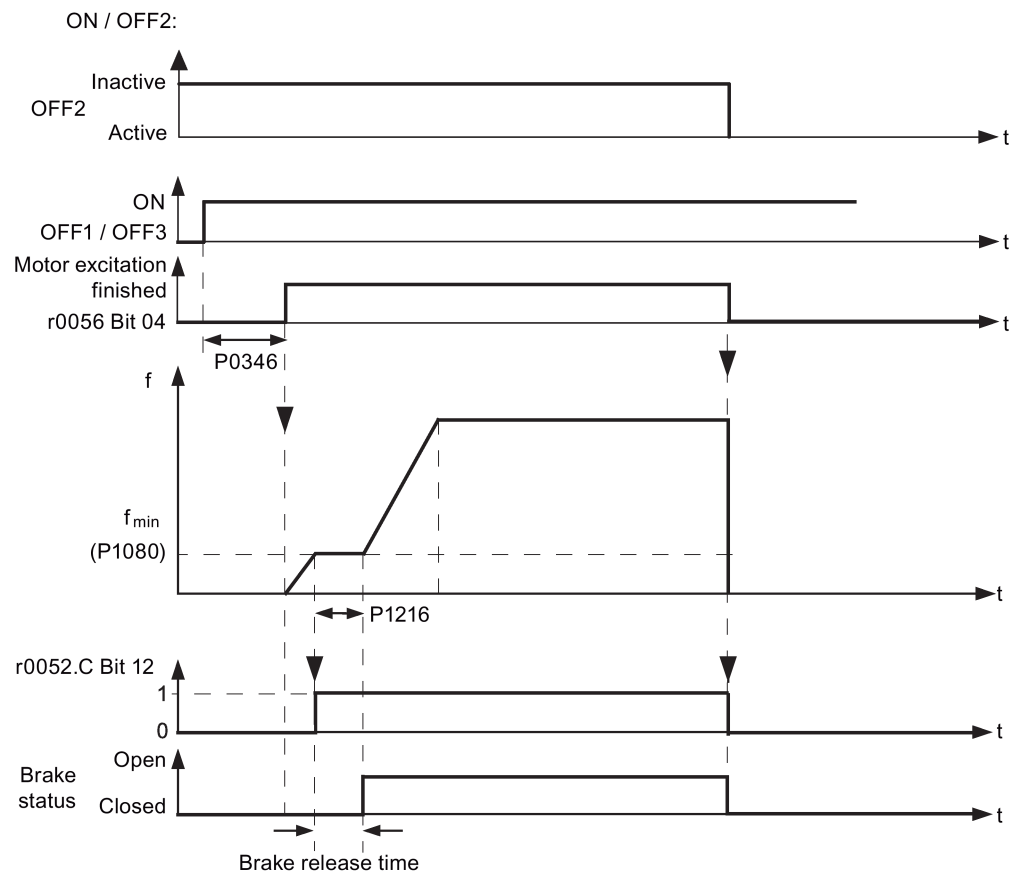 ON / OFF2:
Inactive
OFF2
Active
t
ON
OFF1 / OFF3
t
Motor excitation
finished
r0056 Bit 04
t
P0346
f
fmin
(P1080)
t
P1216
r0052.C Bit 12
1
0
t
Open
Brake
status
Closed
t
Brake release time